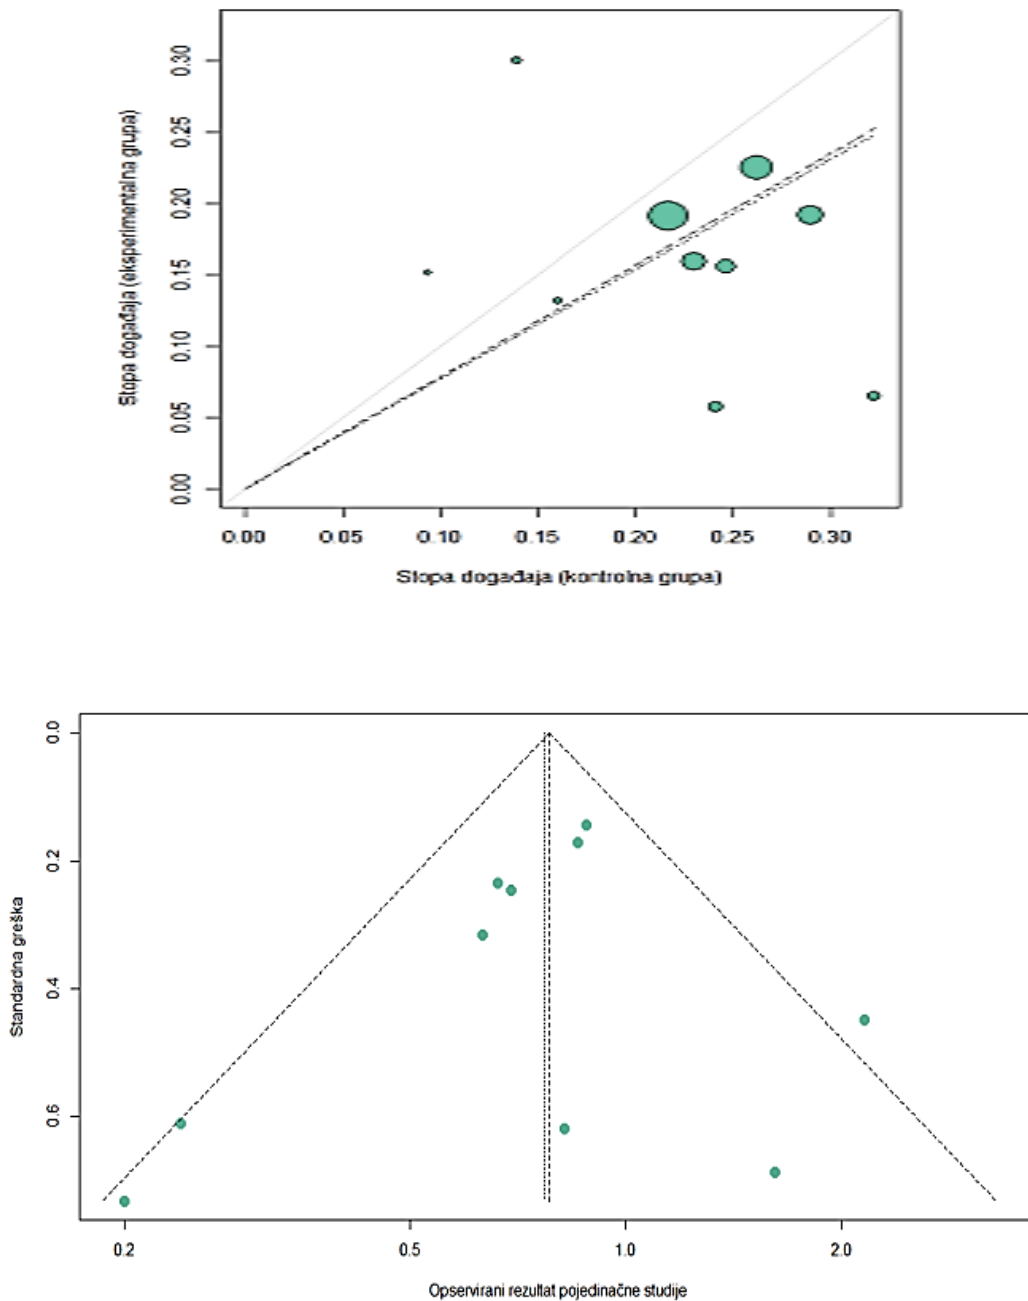 0.30
0.25
0.20
0.15
0.10
0.05
0.00
Stopa događaja (eksperimentalna grupa)
0.00 0.05 0.10 0.15 0.20 0.25 0.30
Stopa događaja (kontrolna grupa)
0.0
0.2
0.4
0.6
Standardna greška
0.2 0.5 1.0 2.0
Opservirani rezultat pojedinačne studije